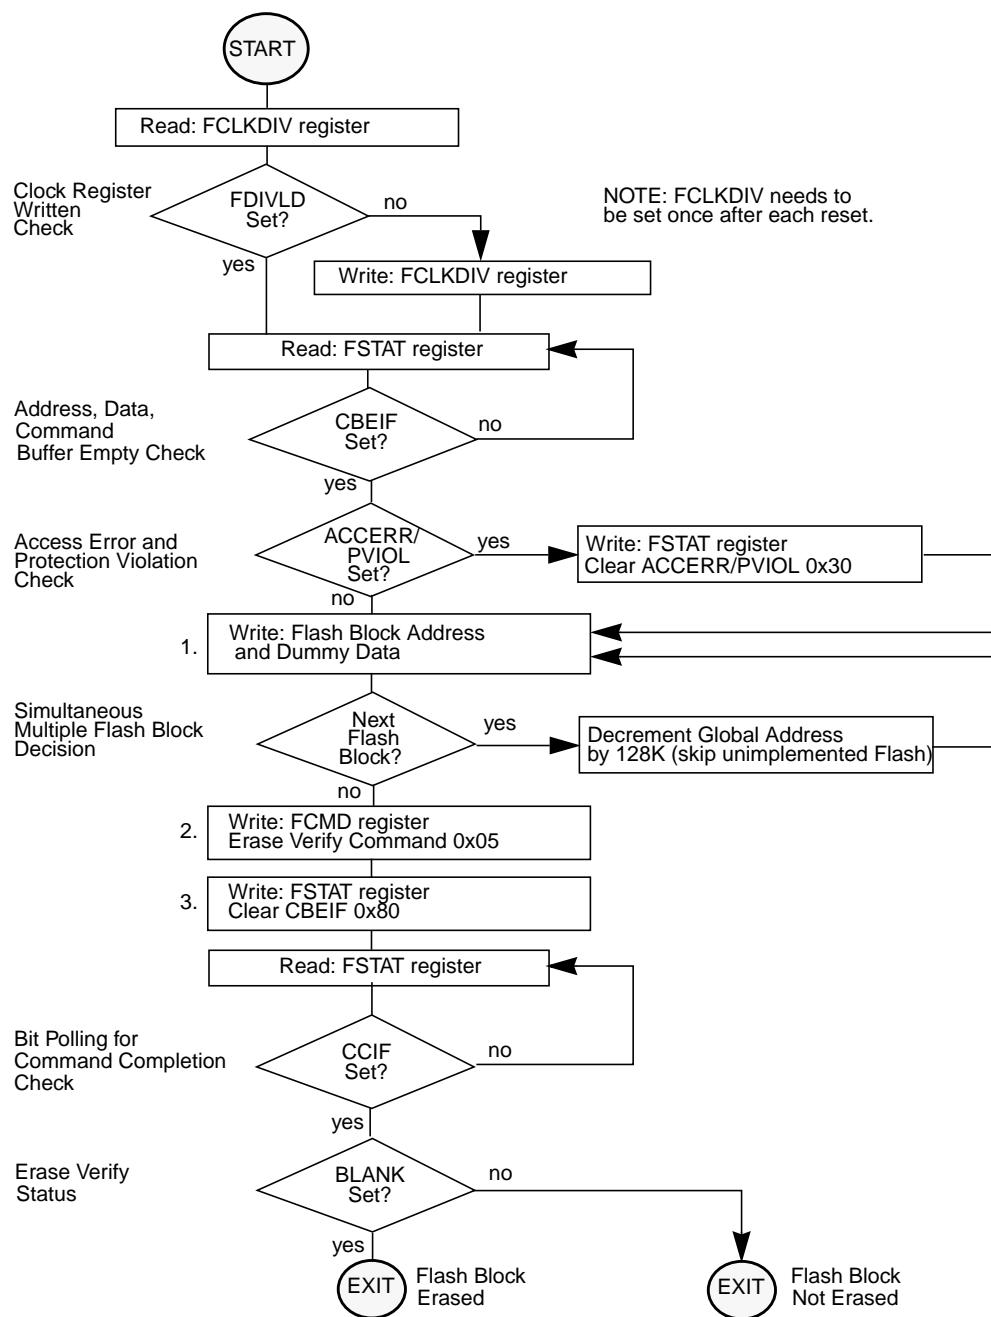 START
Read: FCLKDIV register
Clock Register
Written
Check
FDIVLD
Set?
no
NOTE: FCLKDIV needs to
be set once after each reset.
yes
Write: FCLKDIV register
Read: FSTAT register
Address, Data,
Command
Buffer Empty Check
CBEIF
Set?
no
yes
Access Error and
Protection Violation
Check
ACCERR/
PVIOL
Set?
yes
Write: FSTAT register
Clear ACCERR/PVIOL 0x30
no
1.
Write: Flash Block Address
and Dummy Data
Simultaneous
Multiple Flash Block
Decision
Next
Flash
Block?
yes
Decrement Global Address
by 128K (skip unimplemented Flash)
no
2.
Write: FCMD register
Erase Verify Command 0x05
3.
Write: FSTAT register
Clear CBEIF 0x80
Read: FSTAT register
Bit Polling for
Command Completion
Check
CCIF
Set?
no
yes
Erase Verify
Status
BLANK
Set?
no
yes
EXIT
Flash Block
Erased
EXIT
Flash Block
Not Erased